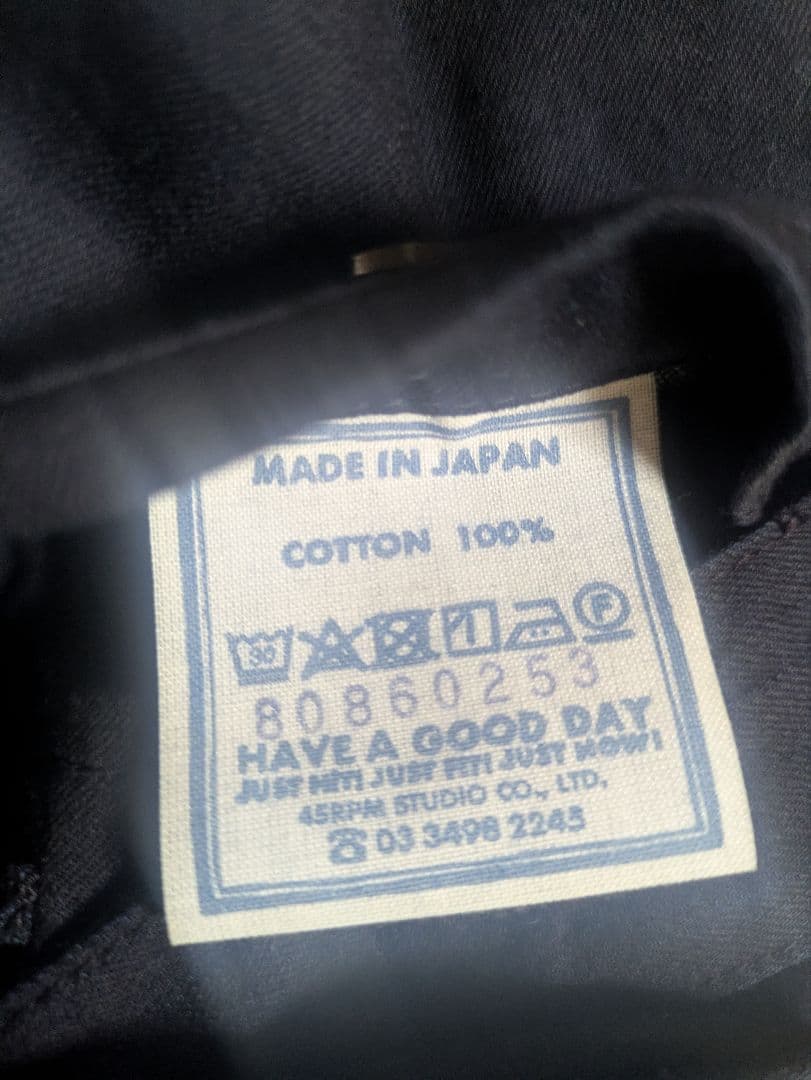 MADE IN JAPAN
COTTON 100%
30 F
80860253
HAVE A GOOD DAY
JUST HIT! JUST FIT! JUST NOW!
45RPM STUDIO CO., LTD.
☎ 03 3498 2245